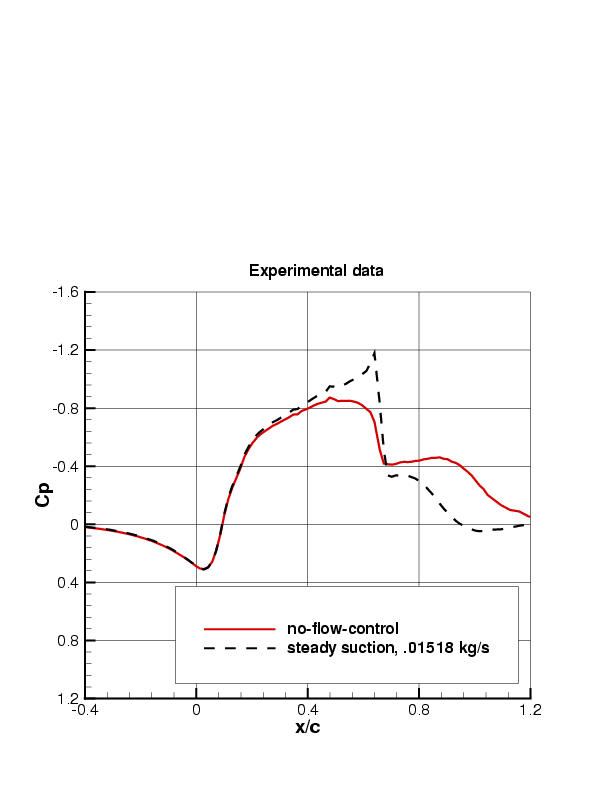 Experimental data
-1.6
-1.2
-0.8
-0.4
0
0.4
0.8
1.2
Cp
no-flow-control
steady suction, .01518 kg/s
-0.4 0 0.4 0.8 1.2
x/c